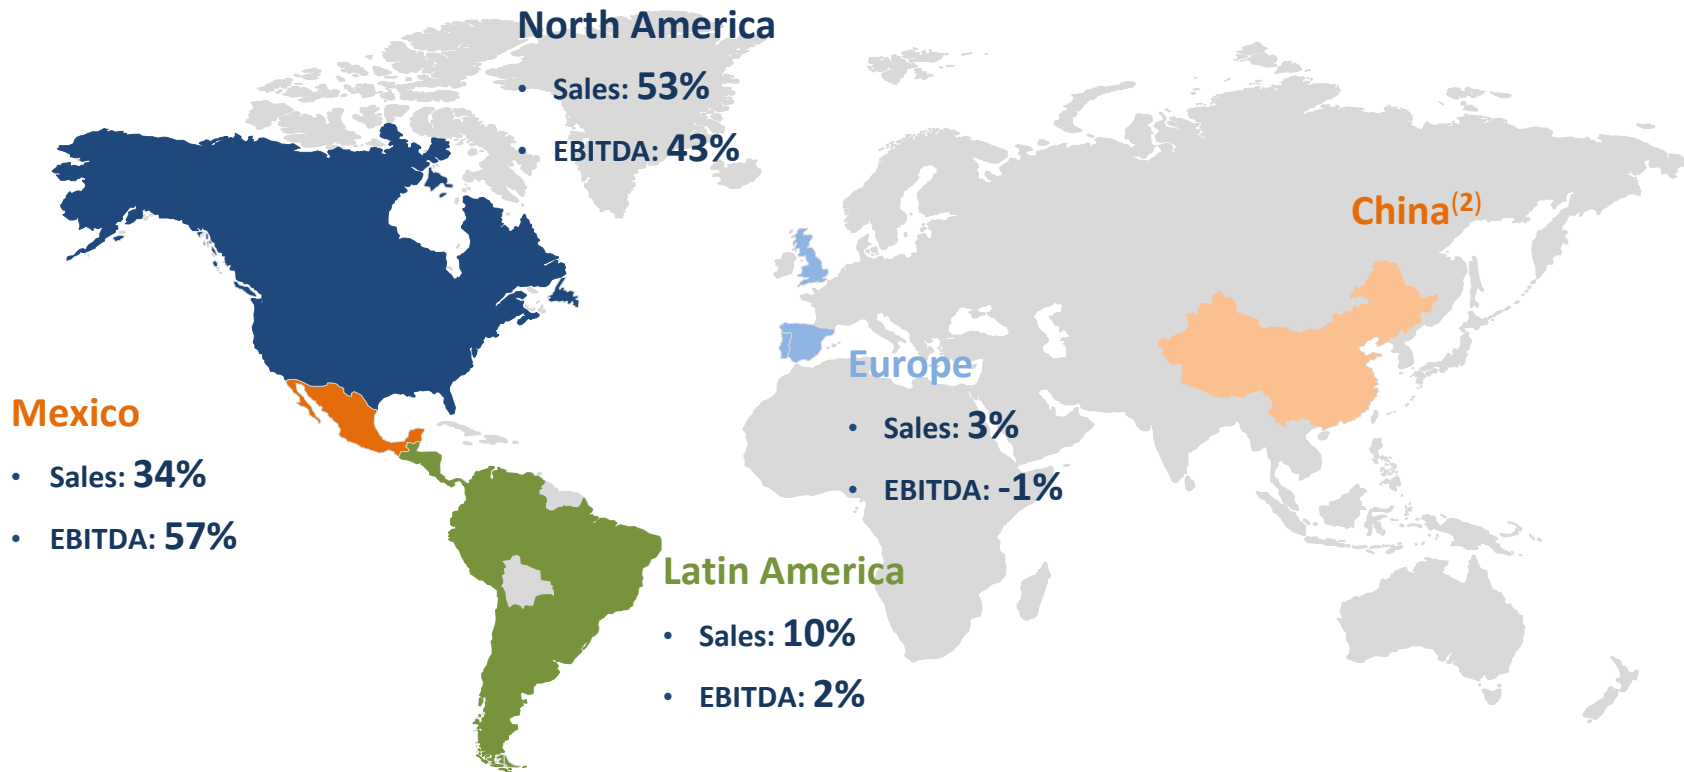 North America
• Sales: 53%
• EBITDA: 43%
China(2)
Europe
• Sales: 3%
• EBITDA: -1%
Mexico
• Sales: 34%
• EBITDA: 57%
Latin America
• Sales: 10%
• EBITDA: 2%